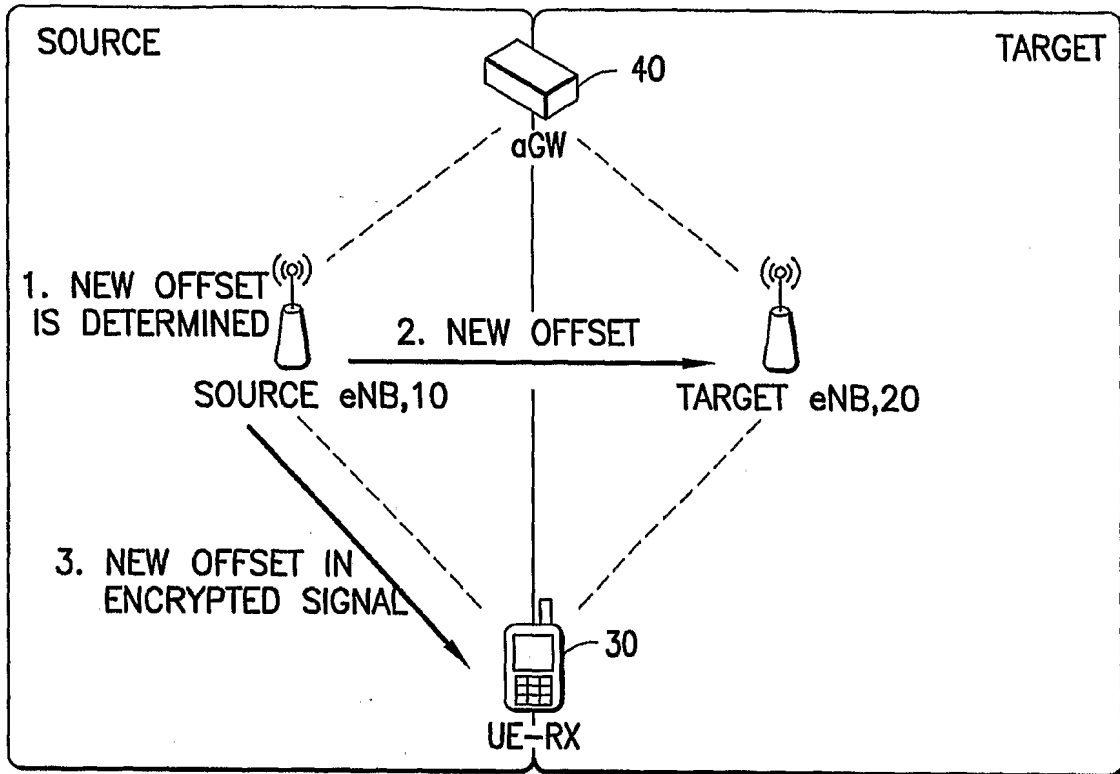 SOURCE
TARGET
40
aGW
1. NEW OFFSET
IS DETERMINED
2. NEW OFFSET
SOURCE eNB,10
TARGET eNB,20
3. NEW OFFSET IN
ENCRYPTED SIGNAL
30
UE-RX